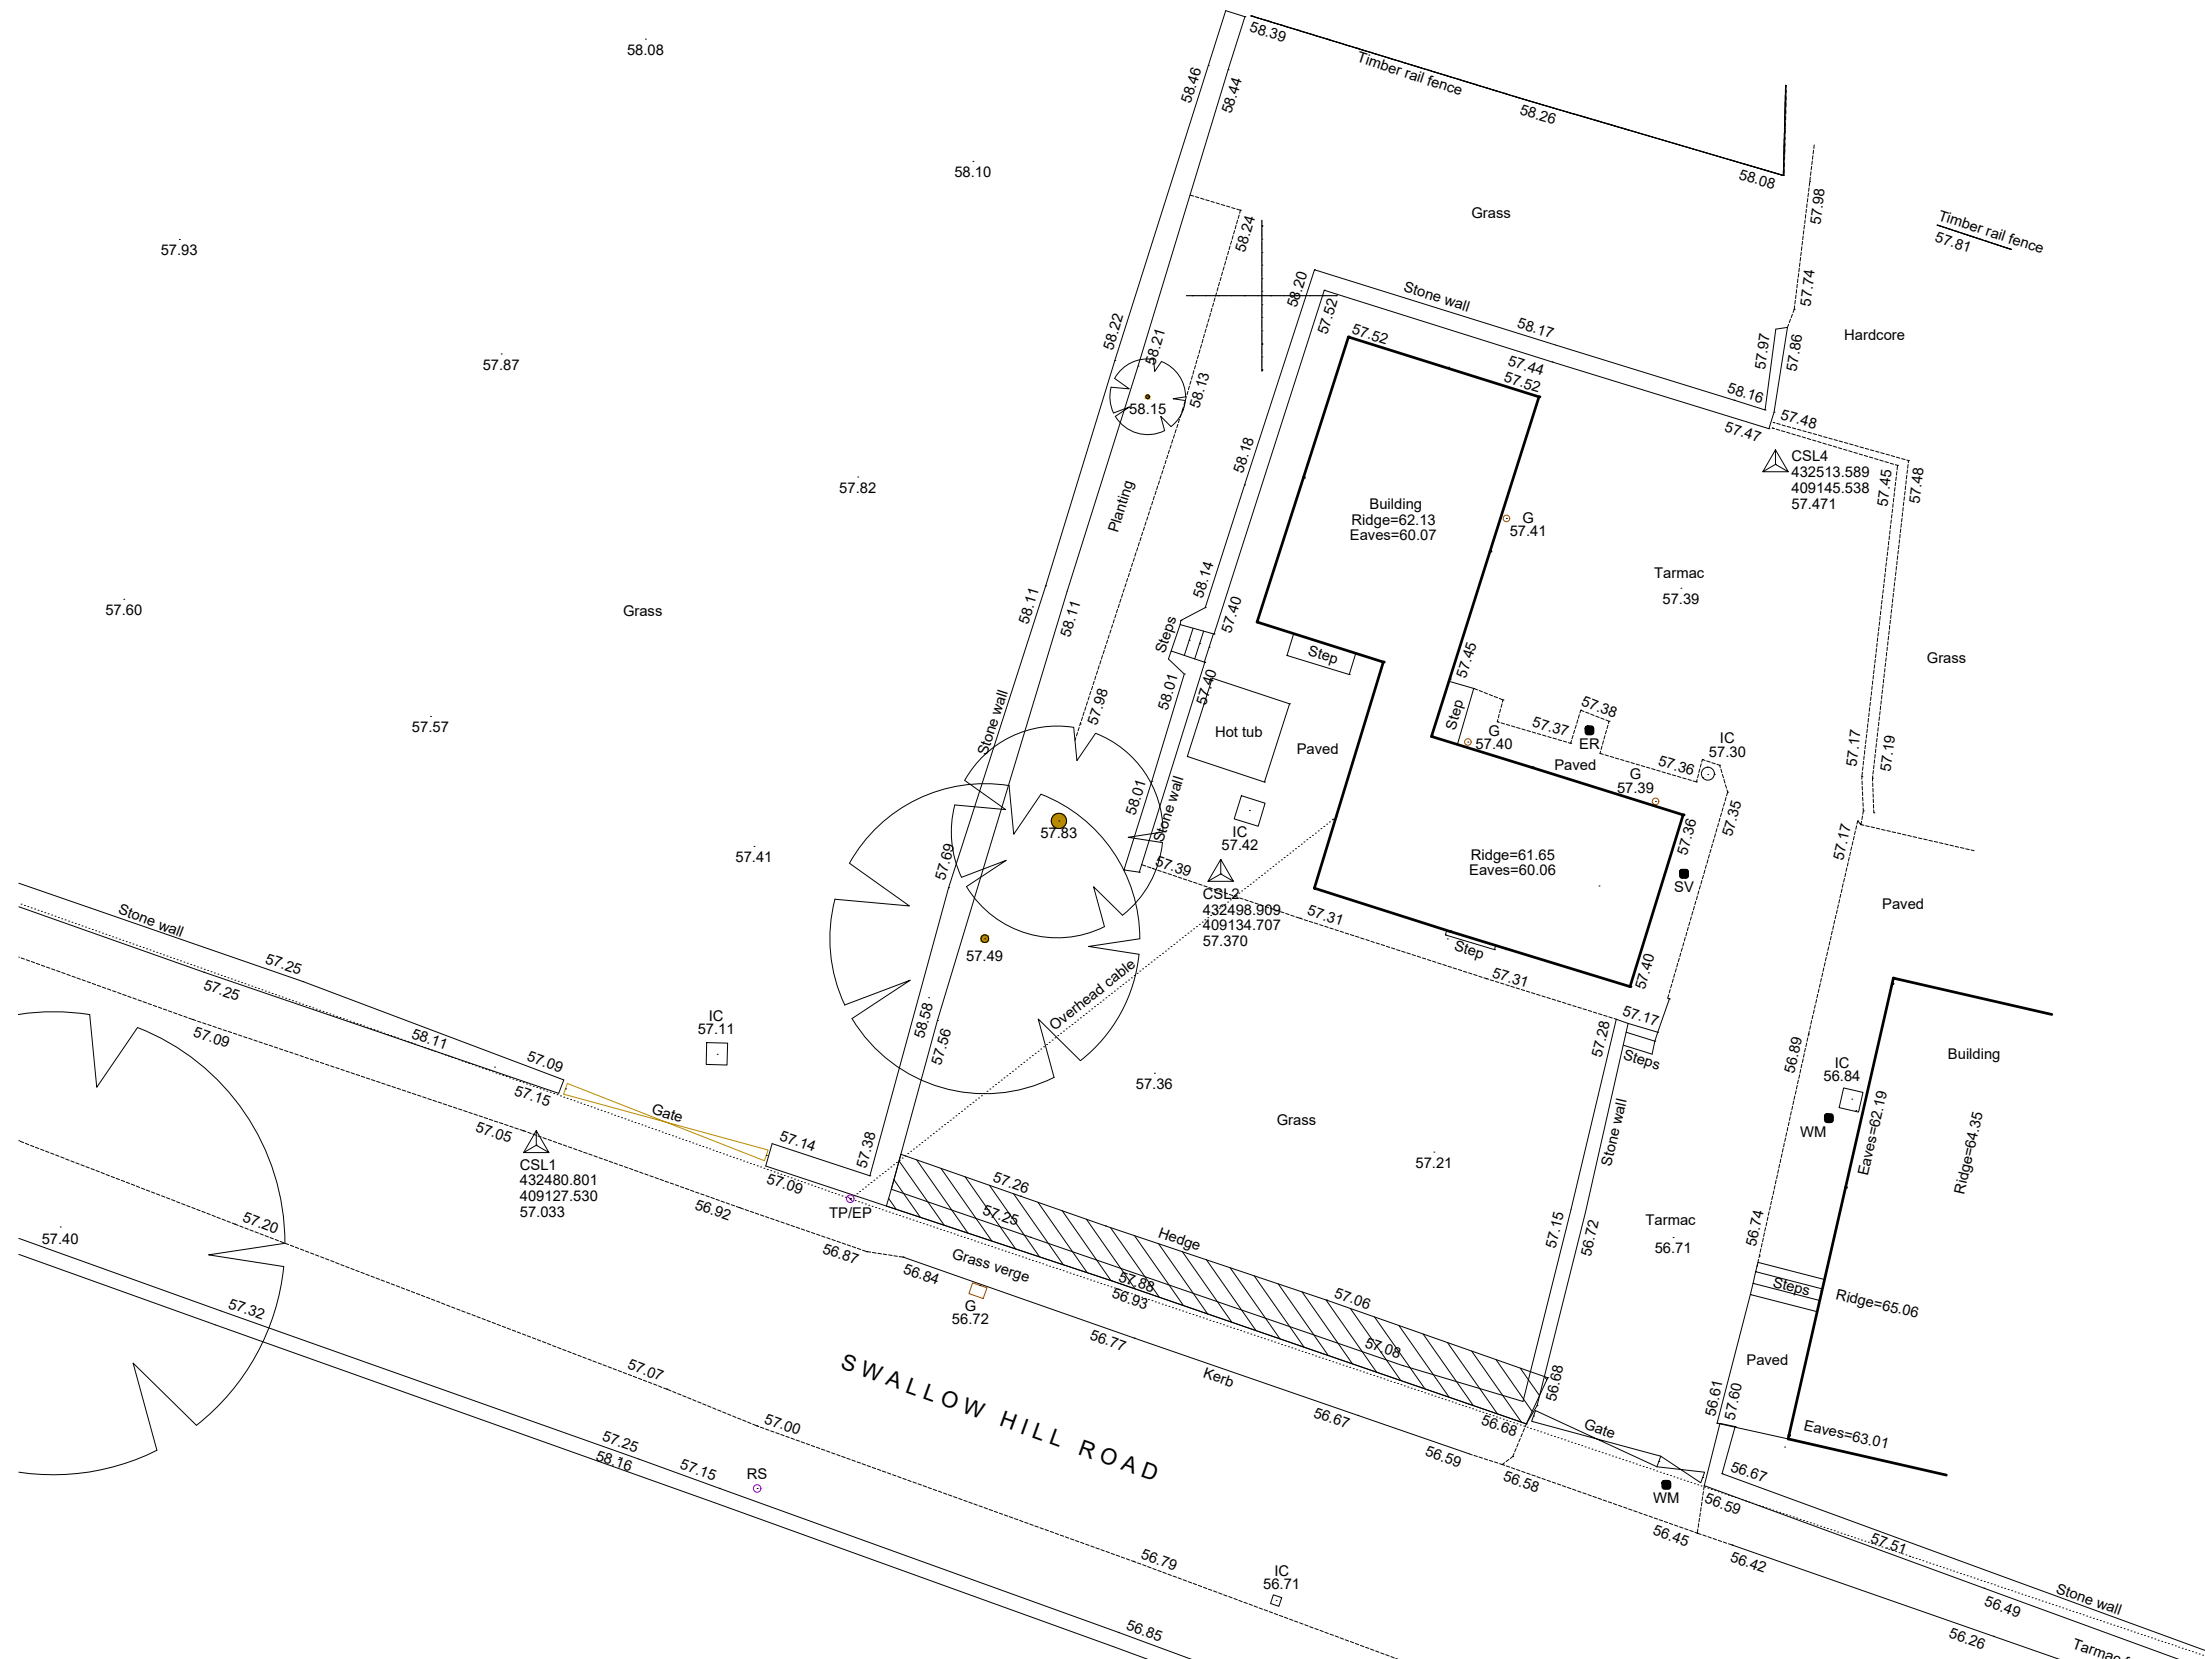 58.39
58.08
Timber rail fence
58.46
58.44
58.26
58.10
58.08
57.98
Grass
57.93
58.24
Timber rail fence
57.81
57.74
58.20
Stone wall
57.52
58.17
58.22
58.21
57.52
Hardcore
57.97
57.86
57.87
57.44
57.52
58.13
58.16
58.15
57.48
57.47
58.18
CSL4
432513.589
409145.538
57.471
57.45
57.48
57.82
Planting
Building
Ridge=62.13
Eaves=60.07
G
57.41
Tarmac
57.39
58.14
57.60
Grass
58.11
58.11
57.40
Steps
Step
57.45
Grass
58.01
57.40
57.98
Stone wall
57.57
Hot tub
Paved
Step
G
57.40
57.37
57.38
ER
IC
57.30
57.17
57.19
Paved
57.36
G
57.39
58.01
Stone wall
57.35
57.83
IC
57.42
57.36
57.17
57.41
57.69
57.39
CSL2
432498.909
409134.707
57.370
Ridge=61.65
Eaves=60.06
SV
57.31
Paved
Stone wall
57.49
Step
57.40
57.25
57.25
57.31
Overhead cable
57.09
58.11
57.09
IC
57.11
58.58
57.56
57.17
57.28
Steps
56.89
Building
IC
56.84
57.15
57.36
57.05
Gate
57.14
57.38
Grass
Stone wall
WM
Eaves=62.19
Ridge=64.35
CSL1
432480.801
409127.530
57.033
57.21
57.09
57.26
56.92
TP/EP
57.25
57.20
57.40
Hedge
57.15
56.72
Tarmac
56.71
56.74
56.87
56.84
Grass verge
57.88
56.93
G
56.72
57.06
Steps
Ridge=65.06
57.32
56.77
57.08
Kerb
Paved
57.07
56.68
56.61
57.60
SWALLOW HILL ROAD
56.67
56.68
Gate
Eaves=63.01
57.00
57.25
58.16
57.15
RS
56.59
56.58
56.67
WM
56.59
56.45
56.42
57.51
56.79
IC
56.71
Stone wall
56.49
56.85
56.26
Tarmac